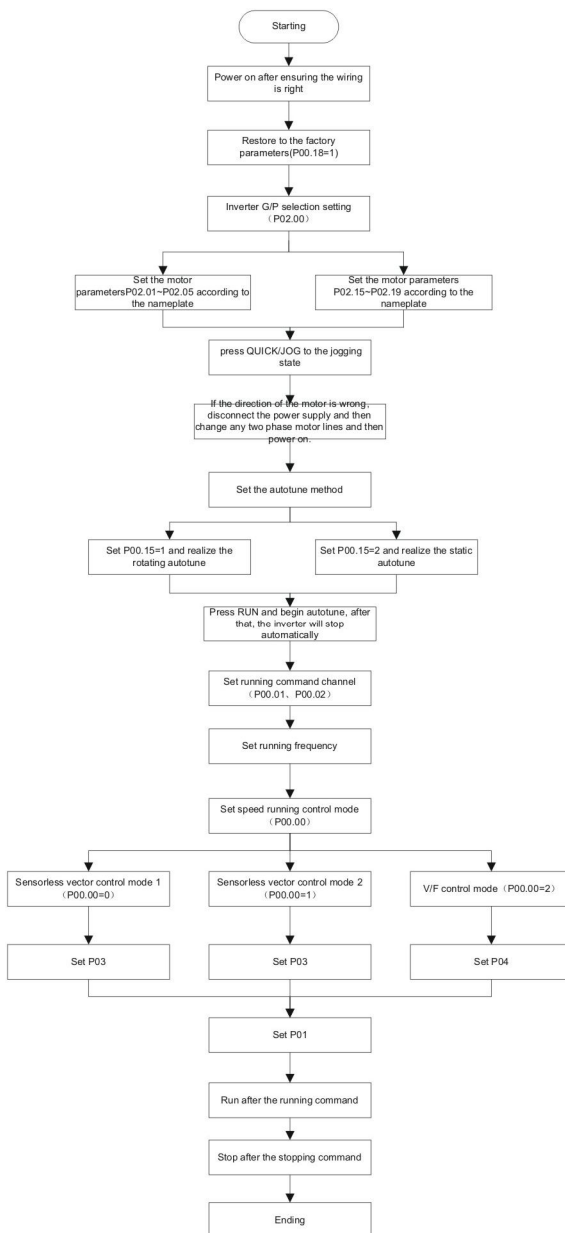 Starting
Power on after ensuring the wiring
is right
Restore to the factory
parameters(P00.18=1)
Inverter G/P selection setting
（P02.00）
Set the motor
parametersP02.01~P02.05 according to
the nameplate
Set the motor parameters
P02.15~P02.19 according to the
nameplate
press QUICK/JOG to the jogging
state
If the direction of the motor is wrong,
disconnect the power supply and then
change any two phase motor lines and then
power on.
Set the autotune method
Set P00.15=1 and realize the
rotating autotune
Set P00.15=2 and realize the static
autotune
Press RUN and begin autotune, after
that, the inverter will stop
automatically
Set running command channel
（P00.01、P00.02）
Set running frequency
Set speed running control mode
（P00.00）
Sensorless vector control mode 1
（P00.00=0）
Sensorless vector control mode 2
（P00.00=1）
V/F control mode（P00.00=2）
Set P03
Set P03
Set P04
Set P01
Run after the running command
Stop after the stopping command
Ending